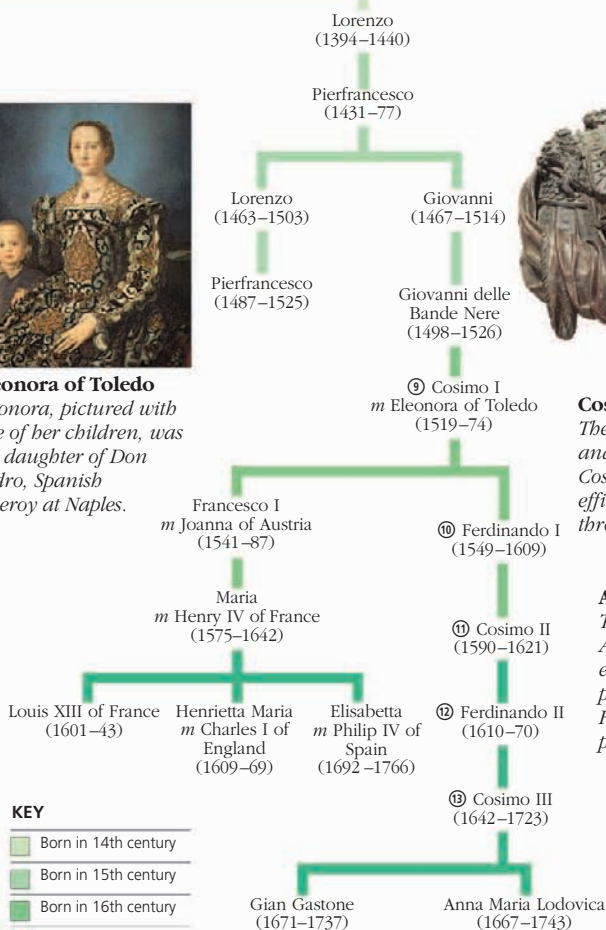 Lorenzo
(1394–1440)
Pierfrancesco
(1431–77)
Lorenzo
(1463–1503)
Giovanni
(1467–1514)
Pierfrancesco
(1487–1525)
Giovanni delle
Bande Nere
(1498–1526)
eonora of Toledo
onora, pictured with
e of her children, was
daughter of Don
dro, Spanish
eroy at Naples.
⑨ Cosimo I
m Eleonora of Toledo
(1519–74)
Cos
The
and
Cos
effi
thro
Francesco I
m Joanna of Austria
(1541–87)
⑩ Ferdinando I
(1549–1609)
Maria
m Henry IV of France
(1575–1642)
⑪ Cosimo II
(1590–1621)
A
T
A
e
p
F
p
Louis XIII of France
(1601–43)
Henrietta Maria
m Charles I of
England
(1609–69)
Elisabetta
m Philip IV of
Spain
(1692–1766)
⑫ Ferdinando II
(1610–70)
⑬ Cosimo III
(1642–1723)
KEY
Born in 14th century
Born in 15th century
Born in 16th century
Gian Gastone
(1671–1737)
Anna Maria Lodovica
(1667–1743)